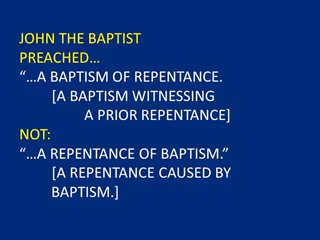 JOHN THE BAPTIST
PREACHED…
“…A BAPTISM OF REPENTANCE.
[A BAPTISM WITNESSING
A PRIOR REPENTANCE]
NOT:
“…A REPENTANCE OF BAPTISM.”
[A REPENTANCE CAUSED BY
BAPTISM.]